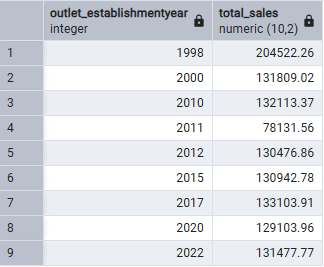 outlet_establishmentyear total_sales
integer numeric (10,2)
1 1998 204522.26
2 2000 131809.02
3 2010 132113.37
4 2011 78131.56
5 2012 130476.86
6 2015 130942.78
7 2017 133103.91
8 2020 129103.96
9 2022 131477.77